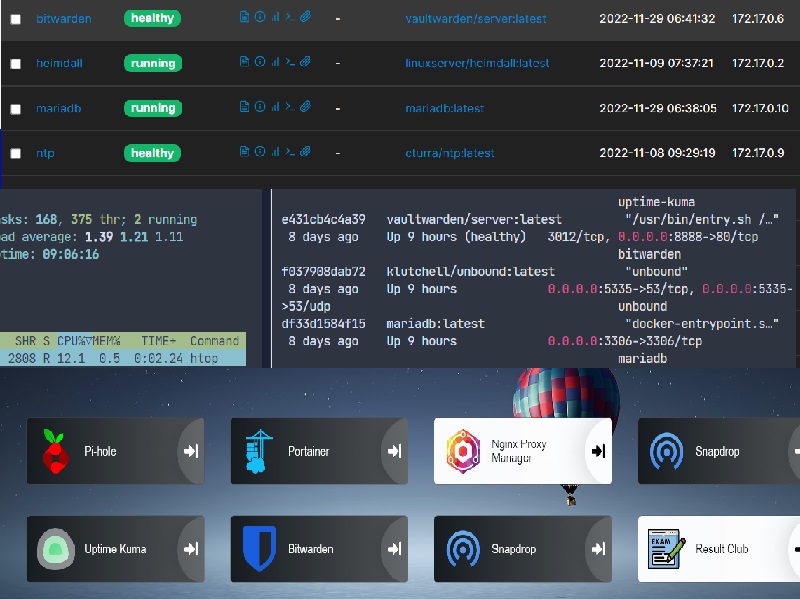 bitwarden healthy - vaultwarden/server:latest 2022-11-29 06:41:32 172.17.0.6
heimdall running - linuxserver/heimdall:latest 2022-11-09 07:37:21 172.17.0.2
mariadb running - mariadb:latest 2022-11-29 06:38:05 172.17.0.10
ntp healthy - cturra/ntp:latest 2022-11-08 09:29:19 172.17.0.9
asks: 168, 375 thr; 2 running
oad average: 1.39 1.21 1.11
ptime: 09:06:16
SHR S CPU%▽MEM% TIME+ Command
2808 R 12.1 0.5 0:02.24 htop
uptime-kuma
e431cb4c4a39 vaultwarden/server:latest "/usr/bin/entry.sh /…"
8 days ago Up 9 hours (healthy) 3012/tcp, 0.0.0.0:8888->80/tcp
bitwarden
f037908dab72 klutchell/unbound:latest "unbound"
8 days ago Up 9 hours 0.0.0.0:5335->53/tcp, 0.0.0.0:5335-
>53/udp unbound
df33d1584f15 mariadb:latest "docker-entrypoint.s…"
8 days ago Up 9 hours 0.0.0.0:3306->3306/tcp
mariadb
Pi-hole
Portainer
Nginx Proxy
Manager
Snapdrop
Uptime Kuma
Bitwarden
Snapdrop
EXAM
Result Club